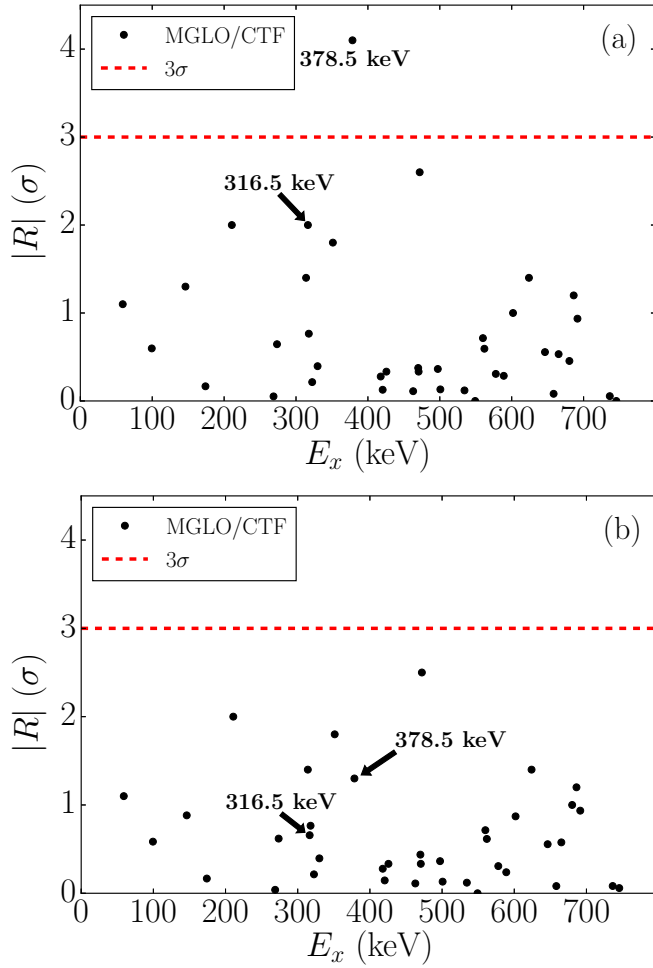 MGLO/CTF
3σ
(a)
378.5 keV
316.5 keV
|R| (σ)
4
3
2
1
0
0 100 200 300 400 500 600 700
E_x (keV)
MGLO/CTF
3σ
(b)
378.5 keV
316.5 keV
|R| (σ)
4
3
2
1
0
0 100 200 300 400 500 600 700
E_x (keV)